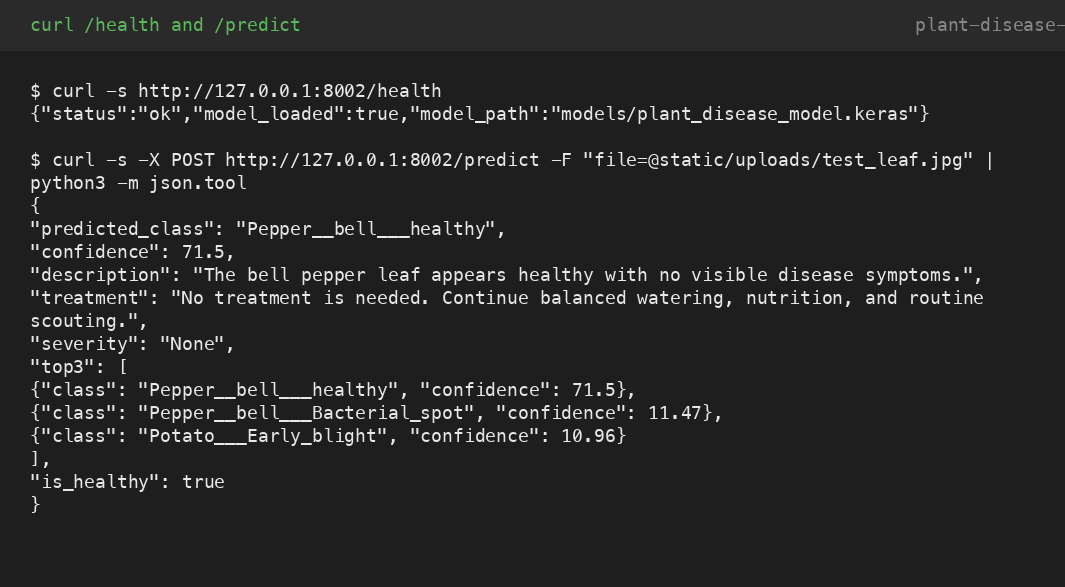 curl /health and /predict
plant-disease-
$ curl -s http://127.0.0.1:8002/health
{"status":"ok","model_loaded":true,"model_path":"models/plant_disease_model.keras"}
$ curl -s -X POST http://127.0.0.1:8002/predict -F "file=@static/uploads/test_leaf.jpg" |
python3 -m json.tool
{
"predicted_class": "Pepper__bell___healthy",
"confidence": 71.5,
"description": "The bell pepper leaf appears healthy with no visible disease symptoms.",
"treatment": "No treatment is needed. Continue balanced watering, nutrition, and routine
scouting.",
"severity": "None",
"top3": [
{"class": "Pepper__bell___healthy", "confidence": 71.5},
{"class": "Pepper__bell___Bacterial_spot", "confidence": 11.47},
{"class": "Potato___Early_blight", "confidence": 10.96}
],
"is_healthy": true
}